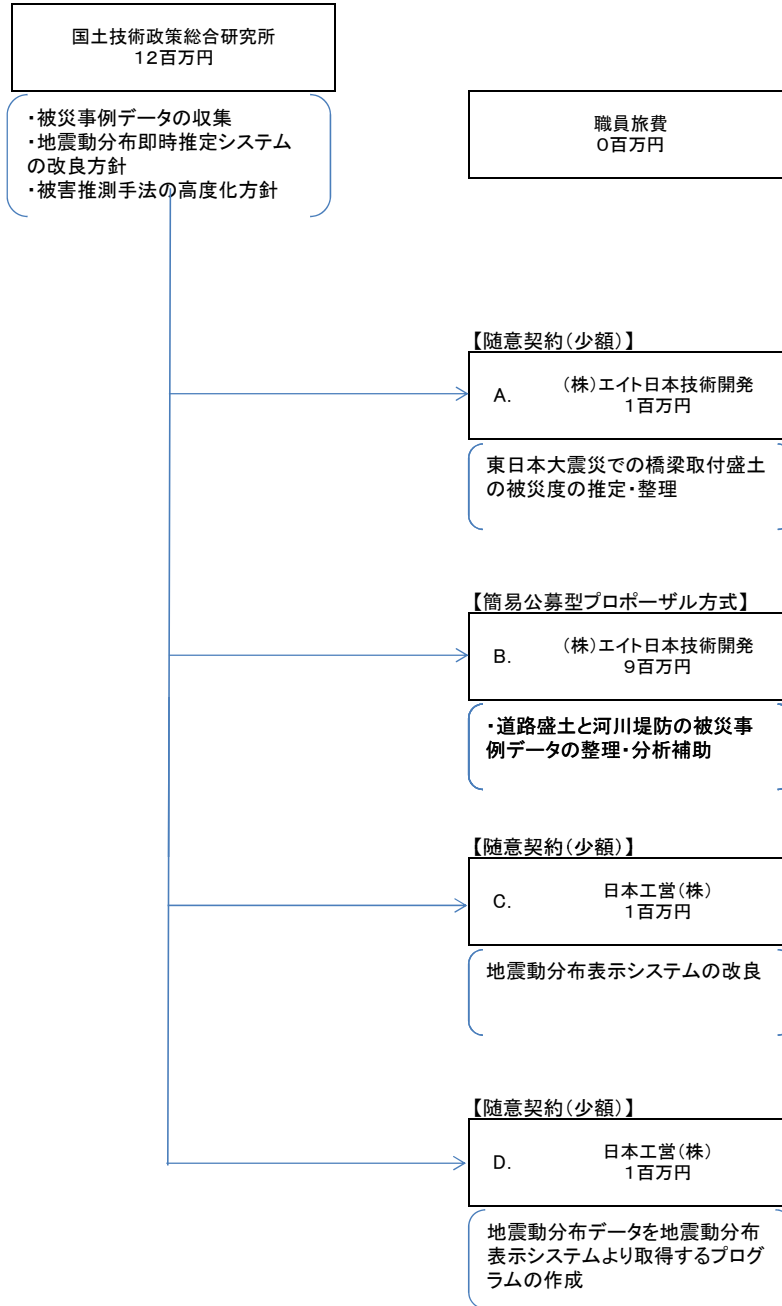 国土技術政策総合研究所
12百万円
・被災事例データの収集
・地震動分布即時推定システム
の改良方針
・被害推測手法の高度化方針
職員旅費
0百万円
【随意契約(少額)】
A. (株)エイト日本技術開発
1百万円
東日本大震災での橋梁取付盛土
の被災度の推定・整理
【簡易公募型プロポーザル方式】
B. (株)エイト日本技術開発
9百万円
・道路盛土と河川堤防の被災事
例データの整理・分析補助
【随意契約(少額)】
C. 日本工営(株)
1百万円
地震動分布表示システムの改良
【随意契約(少額)】
D. 日本工営(株)
1百万円
地震動分布データを地震動分布
表示システムより取得するプログ
ラムの作成